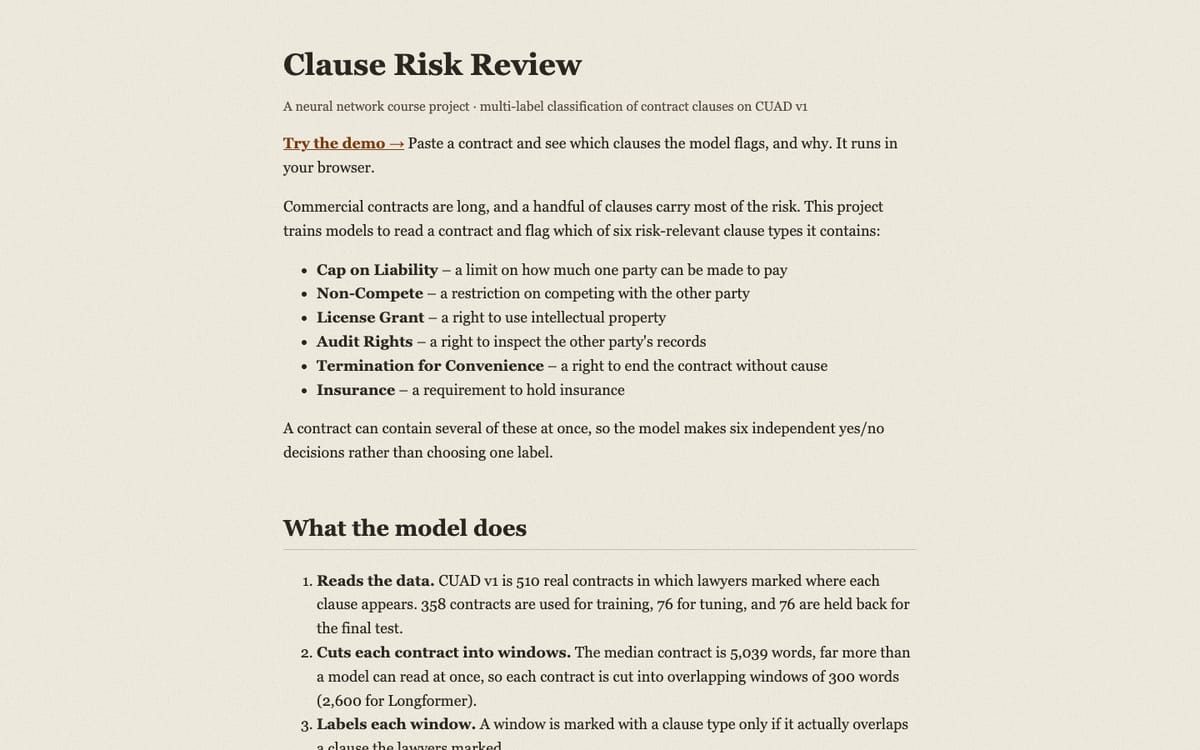 Clause Risk Review
A neural network course project · multi-label classification of contract clauses on CUAD v1
Try the demo → Paste a contract and see which clauses the model flags, and why. It runs in
your browser.
Commercial contracts are long, and a handful of clauses carry most of the risk. This project
trains models to read a contract and flag which of six risk-relevant clause types it contains:
• Cap on Liability – a limit on how much one party can be made to pay
• Non-Compete – a restriction on competing with the other party
• License Grant – a right to use intellectual property
• Audit Rights – a right to inspect the other party's records
• Termination for Convenience – a right to end the contract without cause
• Insurance – a requirement to hold insurance
A contract can contain several of these at once, so the model makes six independent yes/no
decisions rather than choosing one label.
What the model does
1. Reads the data. CUAD v1 is 510 real contracts in which lawyers marked where each
clause appears. 358 contracts are used for training, 76 for tuning, and 76 are held back for
the final test.
2. Cuts each contract into windows. The median contract is 5,039 words, far more than
a model can read at once, so each contract is cut into overlapping windows of 300 words
(2,600 for Longformer).
3. Labels each window. A window is marked with a clause type only if it actually overlaps
a clause the lawyers marked